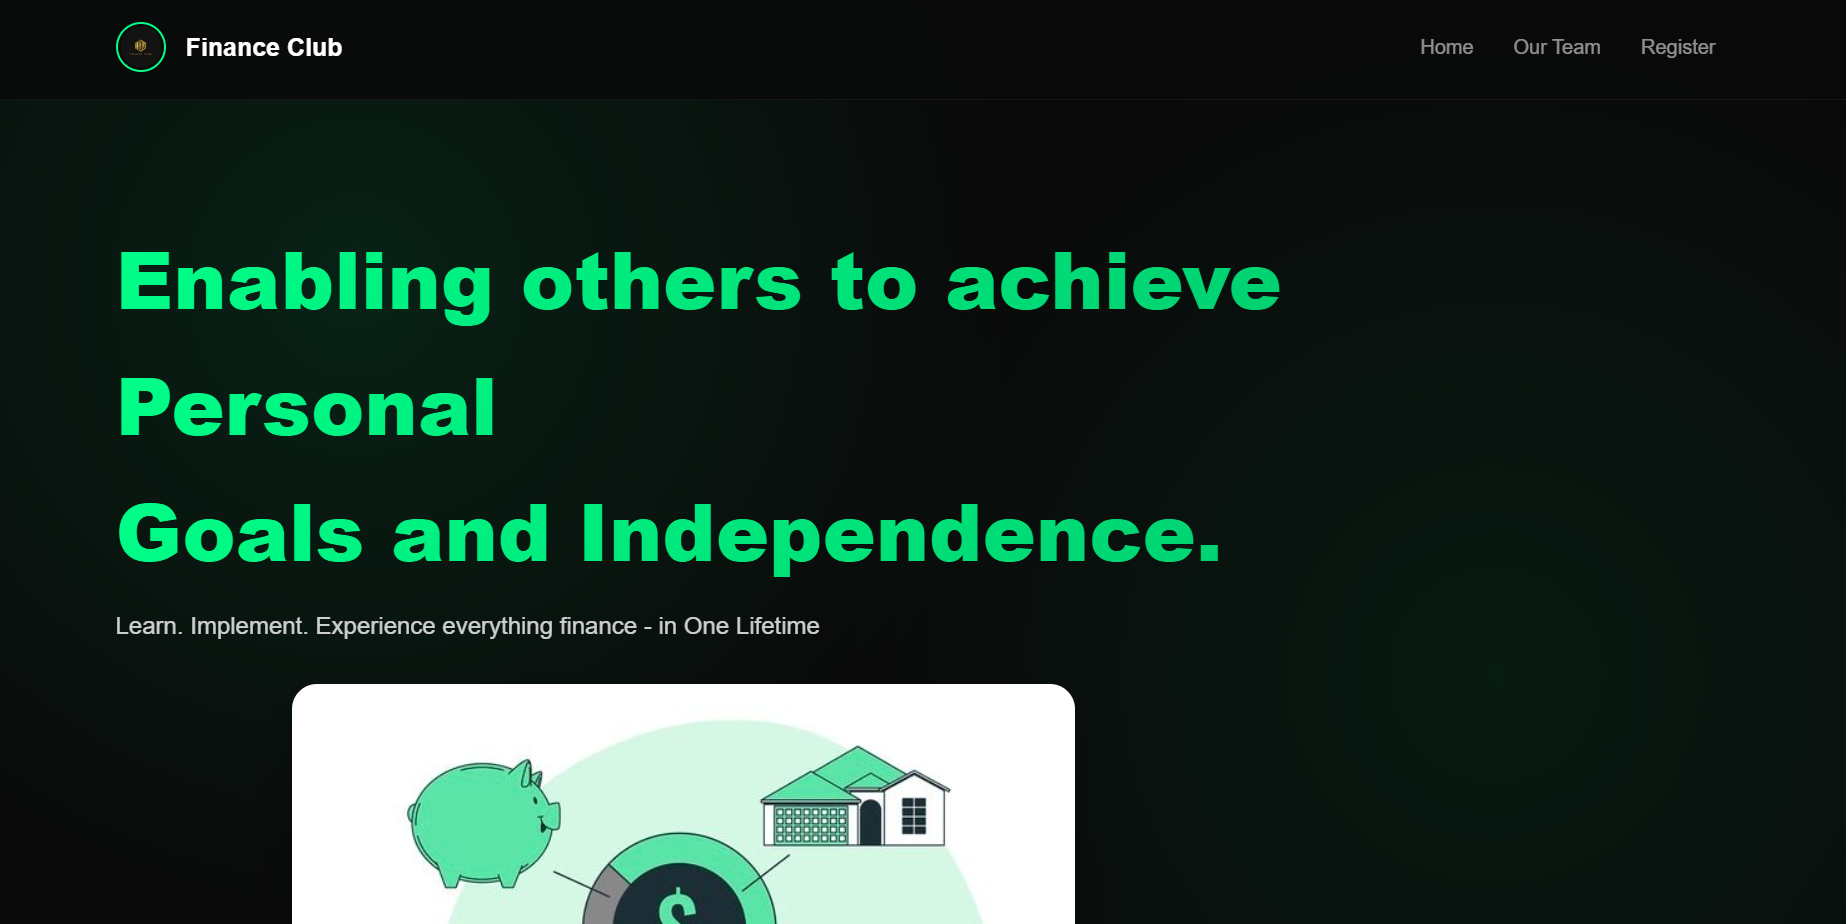 Finance Club
Home
Our Team
Register
Enabling others to achieve
Personal
Goals and Independence.
Learn. Implement. Experience everything finance - in One Lifetime
$